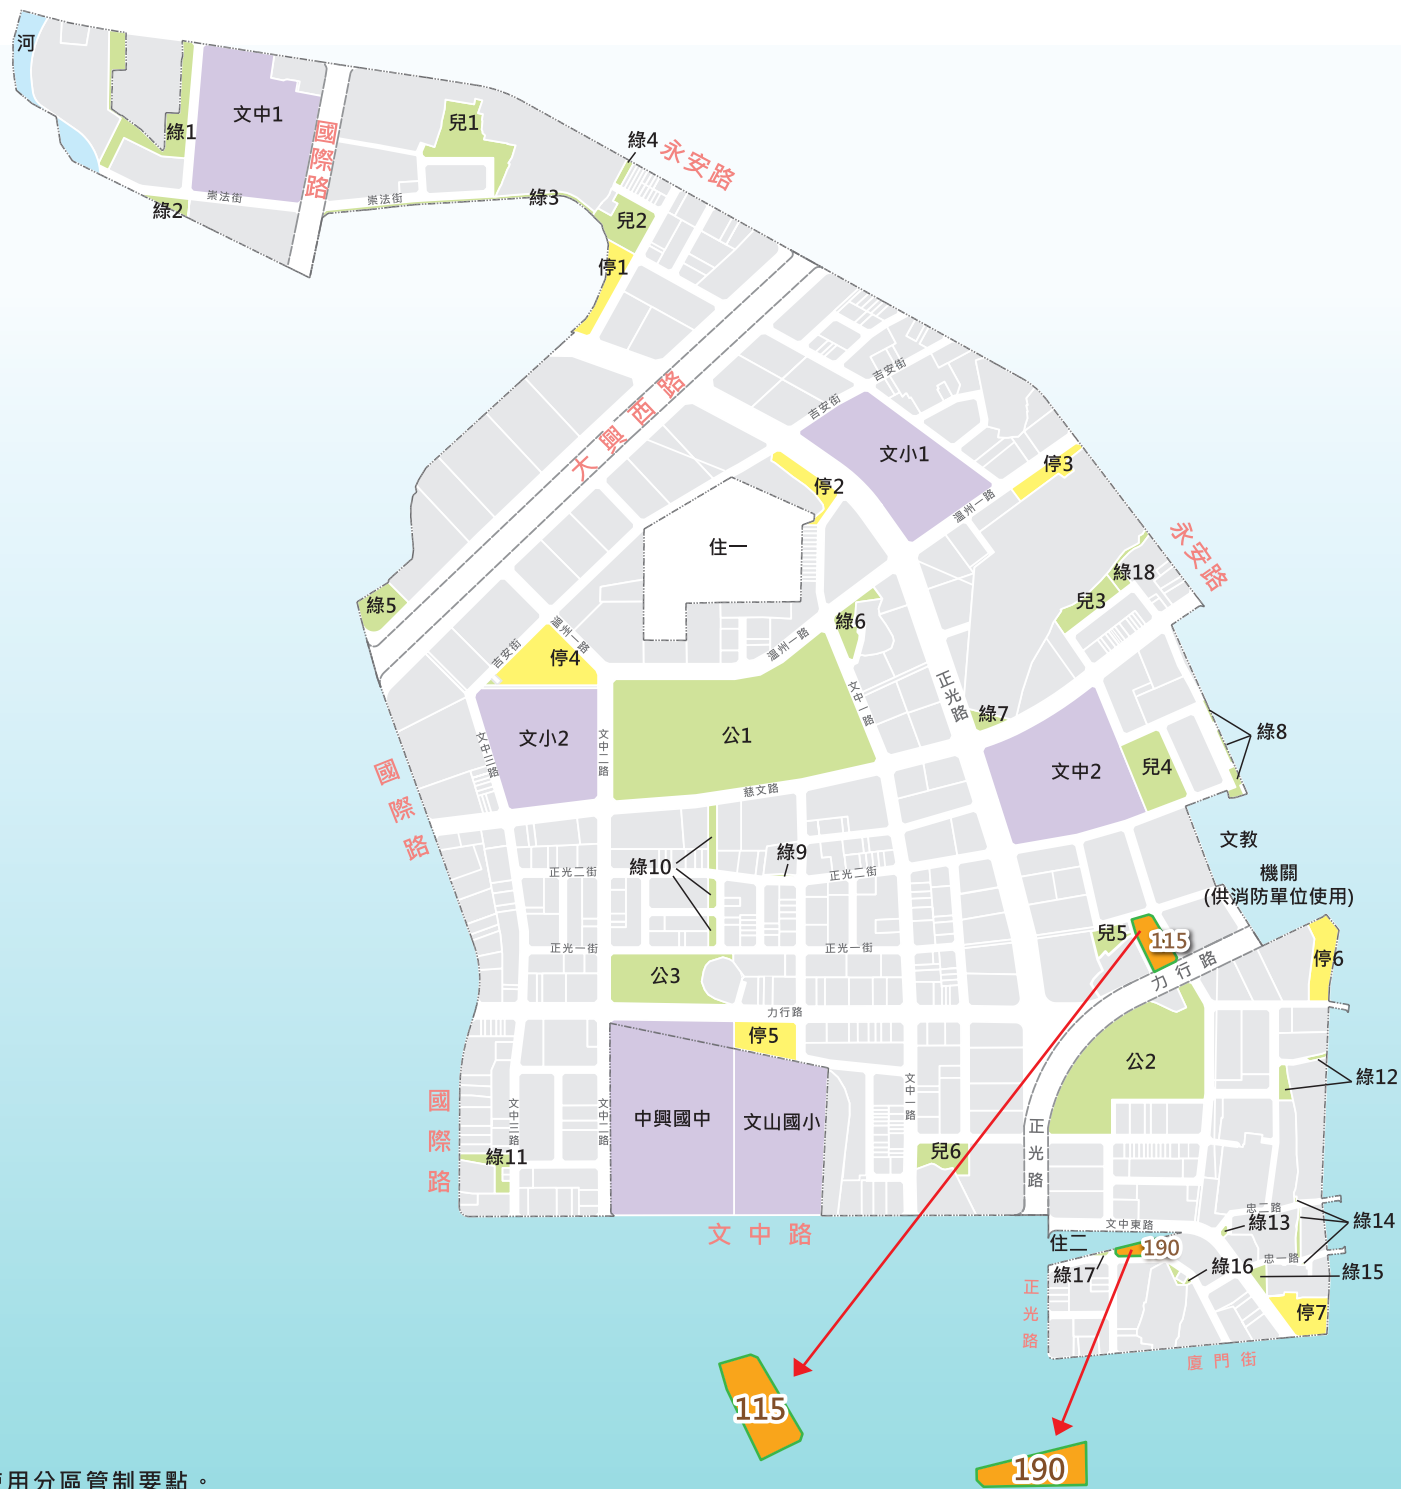 河
文中1
國際路
兒1
綠1
綠4
永安路
崇法街
崇法街
綠3
綠2
兒2
停1
吉安街
大興西路
吉安街
文小1
停3
停2
溫州一路
永安路
住一
綠18
兒3
綠5
綠6
溫州一路
溫州一路
吉安街
停4
正光路
文中一路
綠7
綠8
公1
文小2
文中三路
文中二路
文中2
兒4
國際路
慈文路
文教
綠9
綠10
正光二街
正光二街
機關
(供消防單位使用)
兒5
115
正光一街
正光一街
停6
力行路
公3
力行路
停5
公2
綠12
文中一路
國際路
文中三路
文中二路
中興國中
文山國小
正光路
兒6
綠11
忠二路
文中東路
綠13
綠14
文中路
住二
190
忠一路
綠16
綠17
綠15
正光路
停7
廈門街
115
190
使用分區管制要點。